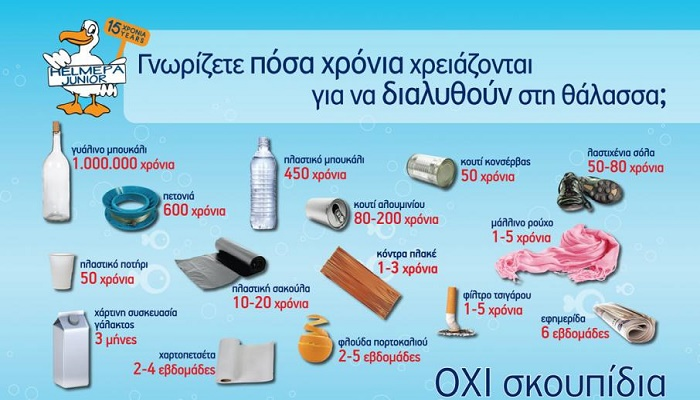 15 ΧΡΟΝΙΑ
YEARS
HELMEPA
JUNIOR
Γνωρίζετε πόσα χρόνια χρειάζονται
για να διαλυθούν στη θάλασσα;
γυάλινο μπουκάλι
1.000.000 χρόνια
πετονιά
600 χρόνια
πλαστικό μπουκάλι
450 χρόνια
κουτί αλουμινίου
80-200 χρόνια
κουτί κονσέρβας
50 χρόνια
λαστιχένια σόλα
50-80 χρόνια
μάλλινο ρούχο
1-5 χρόνια
πλαστικό ποτήρι
50 χρόνια
πλαστική σακούλα
10-20 χρόνια
κόντρα πλακέ
1-3 χρόνια
φίλτρο τσιγάρου
1-5 χρόνια
εφημερίδα
6 εβδομάδες
χάρτινη συσκευασία
γάλακτος
3 μήνες
χαρτοπετσέτα
2-4 εβδομάδες
φλούδα πορτοκαλιού
2-5 εβδομάδες
ΟΧΙ σκουπίδια